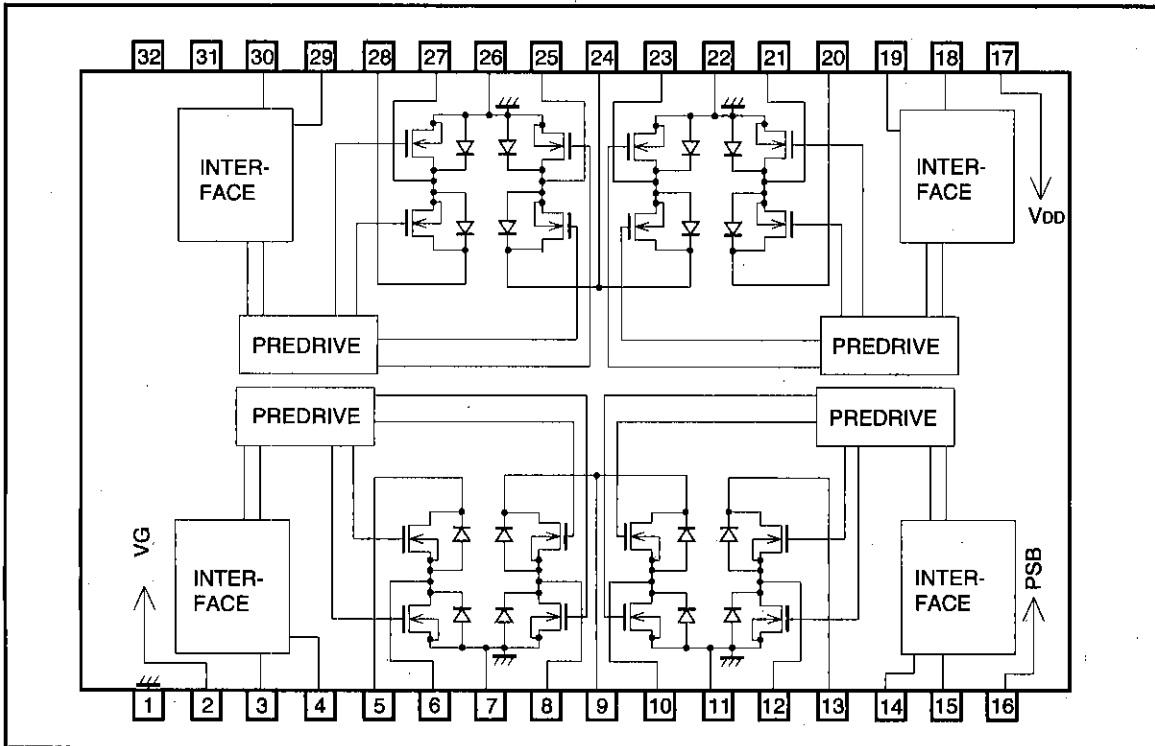 32 31 30 29 28 27 26 25 24 23 22 21 20 19 18 17
INTER-
FACE
INTER-
FACE
VDD
PREDRIVE
PREDRIVE
PREDRIVE
PREDRIVE
VG
INTER-
FACE
INTER-
FACE
PSB
1 2 3 4 5 6 7 8 9 10 11 12 13 14 15 16